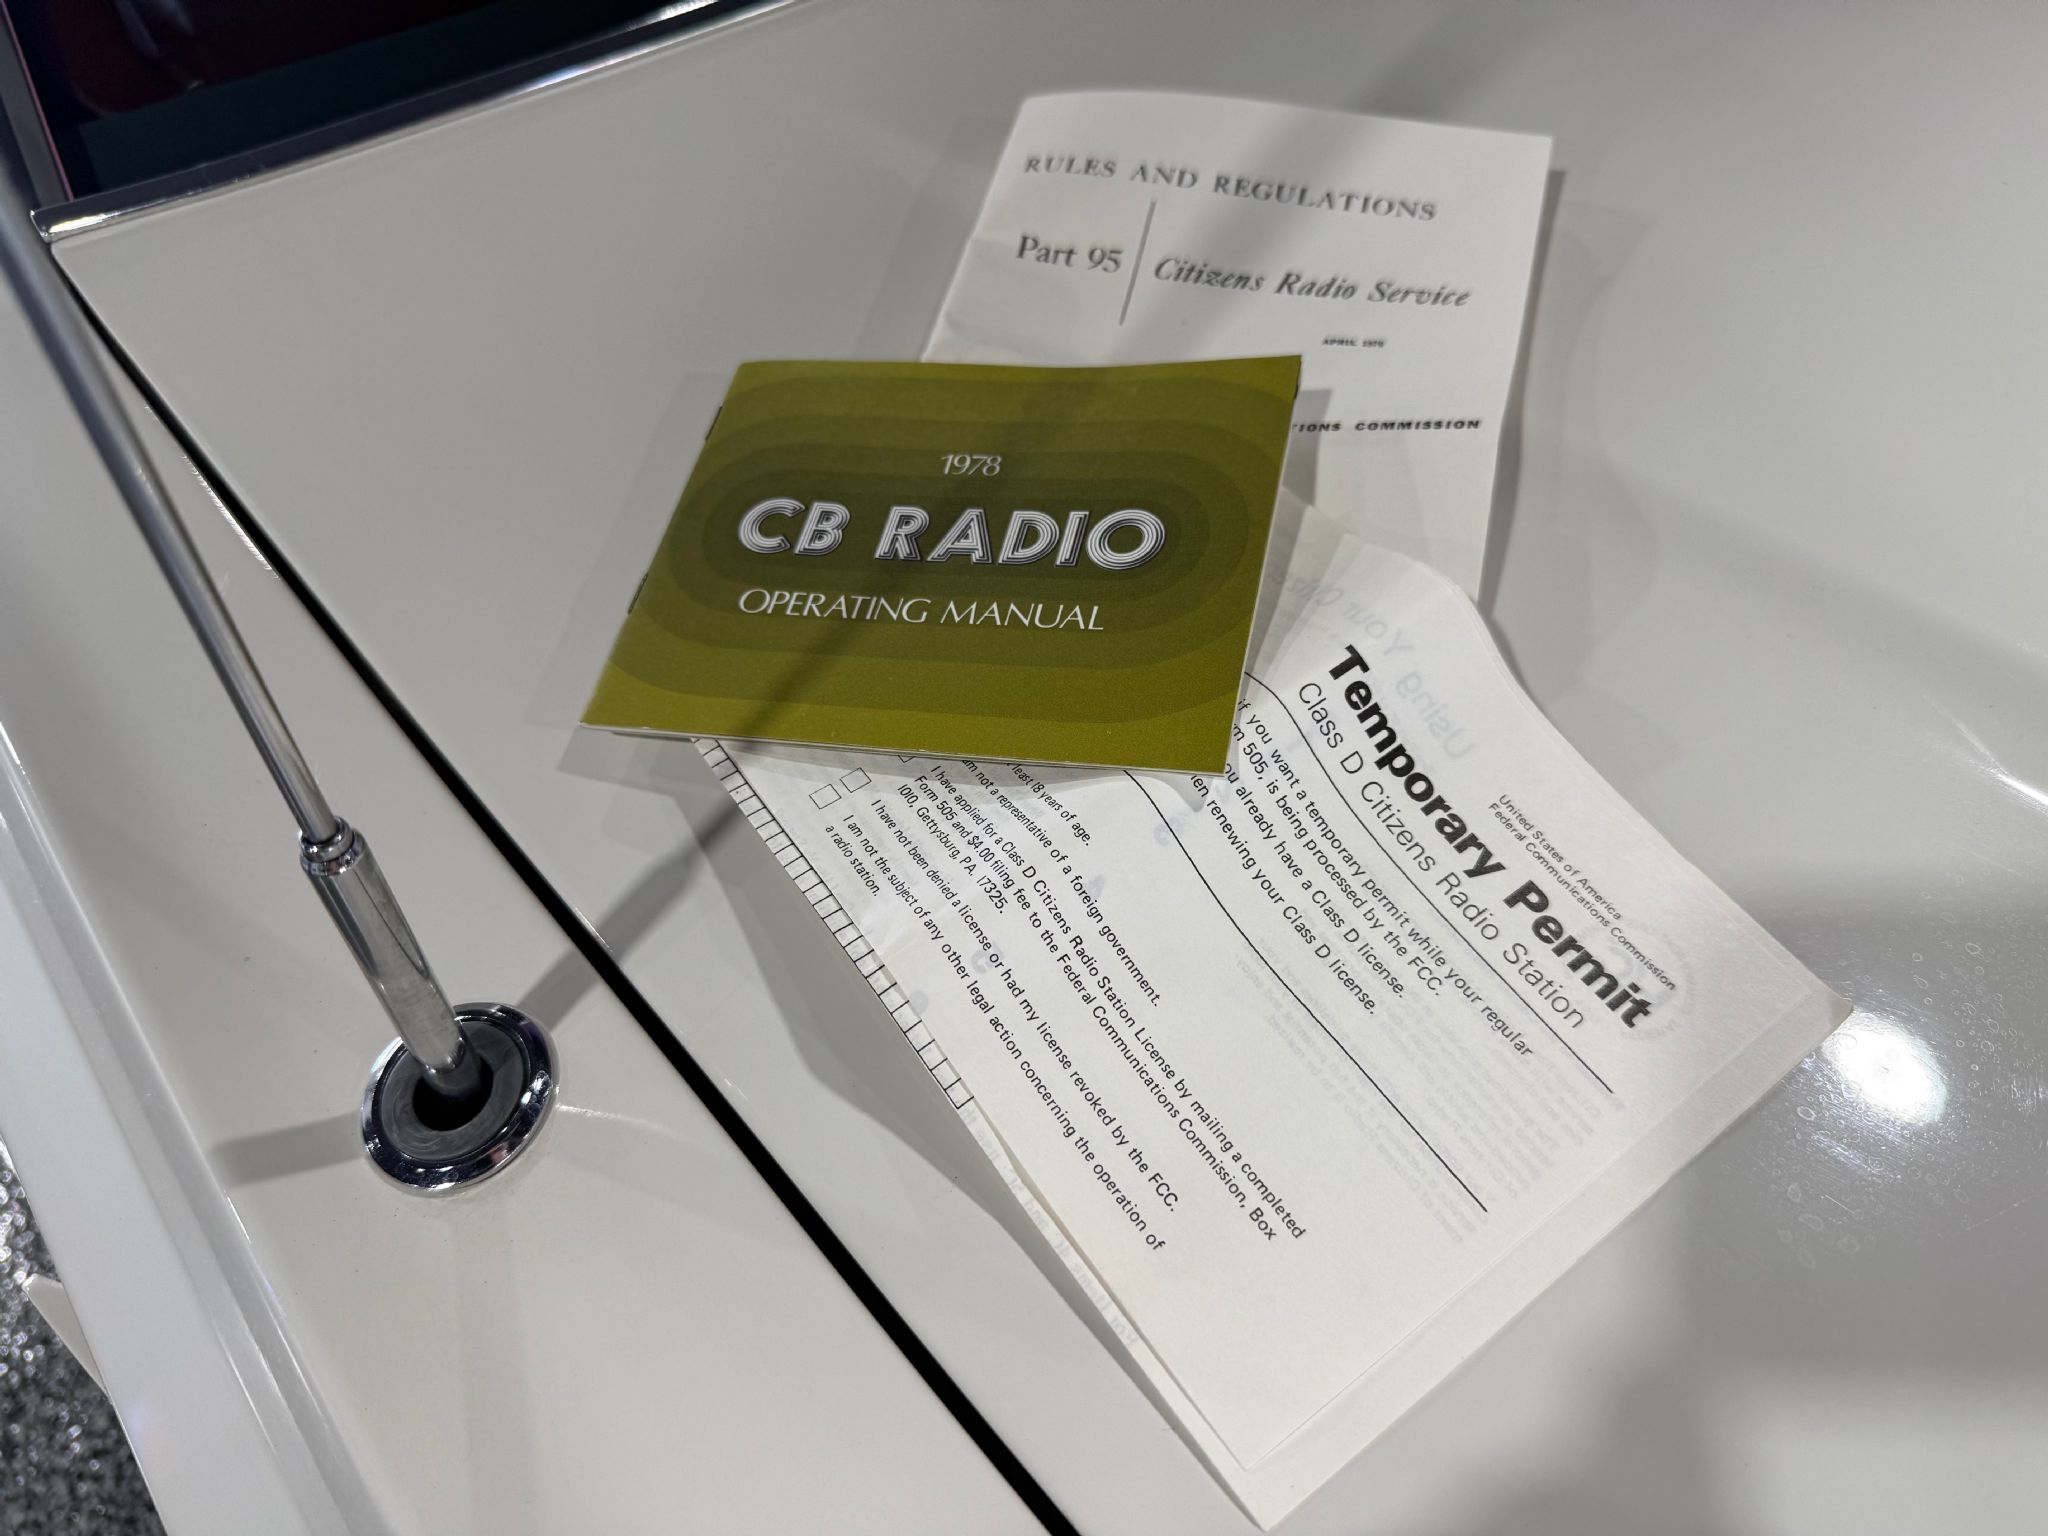 RULES AND REGULATIONS
Part 95
Citizens Radio Service
APRIL 1976
COMMISSION
1978
CB RADIO
OPERATING MANUAL
United States of America
Federal Communications Commission
Temporary Permit
Class D Citizens Radio Station
if you want a temporary permit while your regular
505, is being processed by the FCC.
already have a Class D license.
renewing your Class D license.
least 18 years of age.
am not a representative of a foreign government.
I have applied for a Class D Citizens Radio Station License by mailing a completed
Form 505 and $4.00 filing fee to the Federal Communications Commission, Box
1010, Gettysburg, PA. 17325.
I have not been denied a license or had my license revoked by the FCC.
I am not the subject of any other legal action concerning the operation of
a radio station.
Using Your